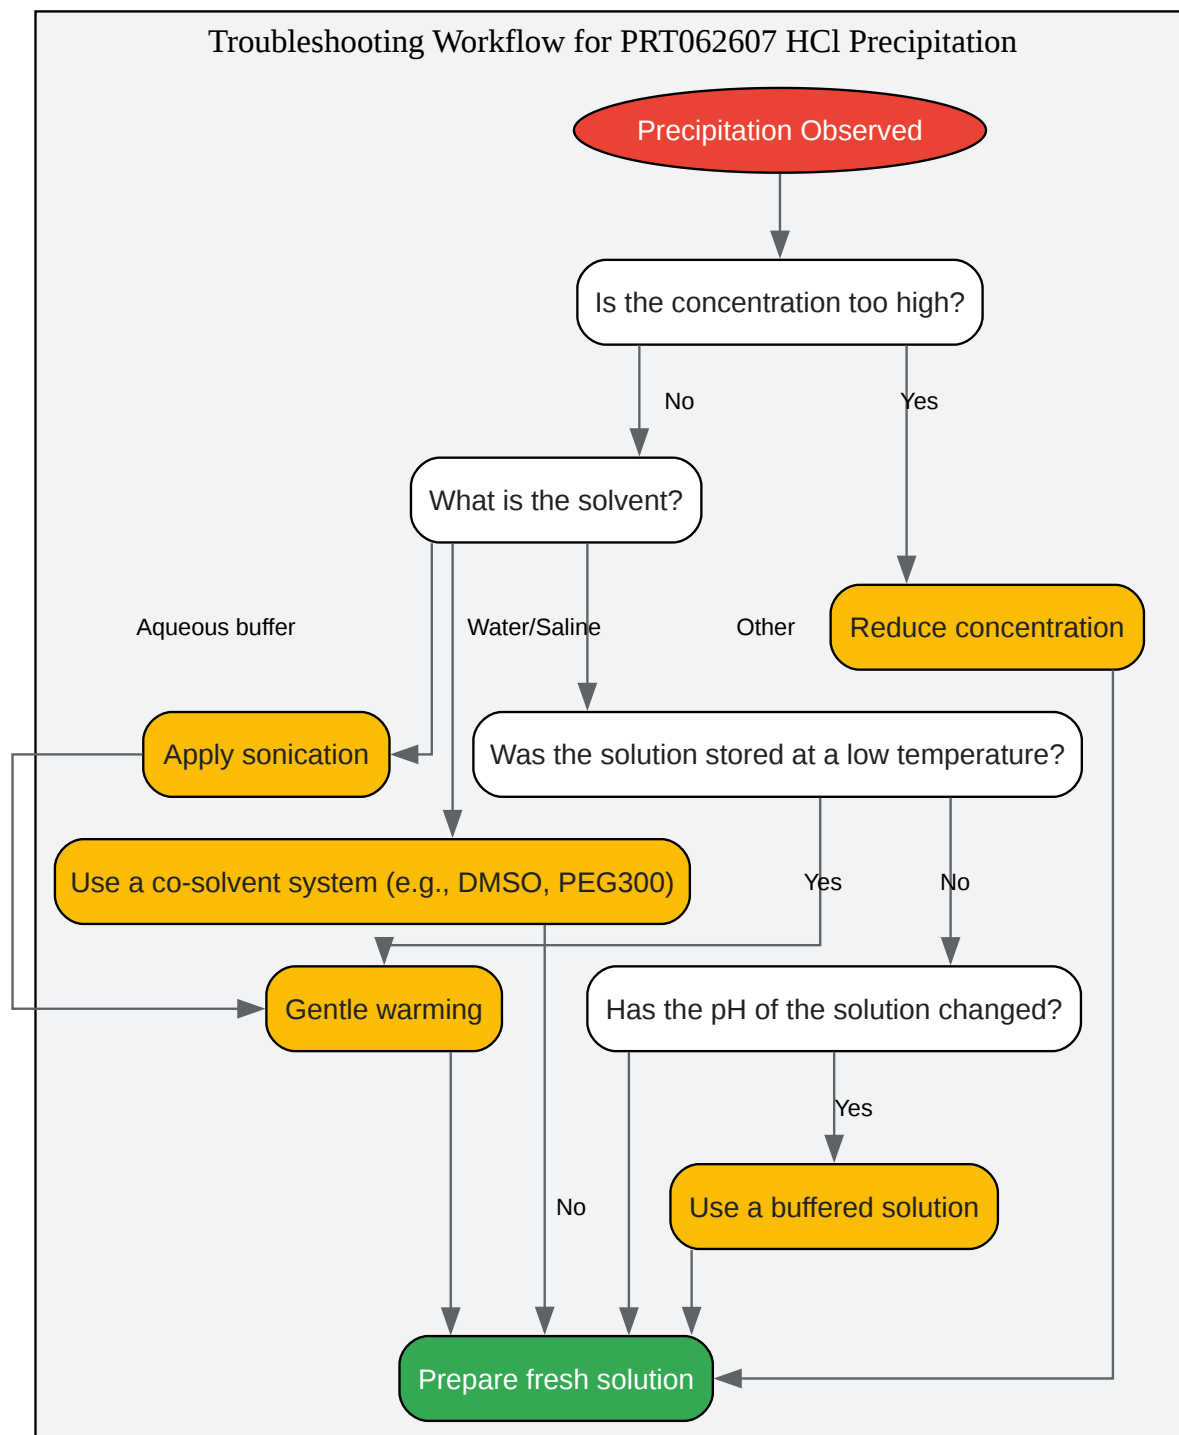 Troubleshooting Workflow for PRT062607 HCl Precipitation
Precipitation Observed
Is the concentration too high?
No
Yes
What is the solvent?
Aqueous buffer
Water/Saline
Other
Reduce concentration
Apply sonication
Was the solution stored at a low temperature?
Use a co-solvent system (e.g., DMSO, PEG300)
Yes
No
Gentle warming
Has the pH of the solution changed?
Yes
No
Use a buffered solution
Prepare fresh solution